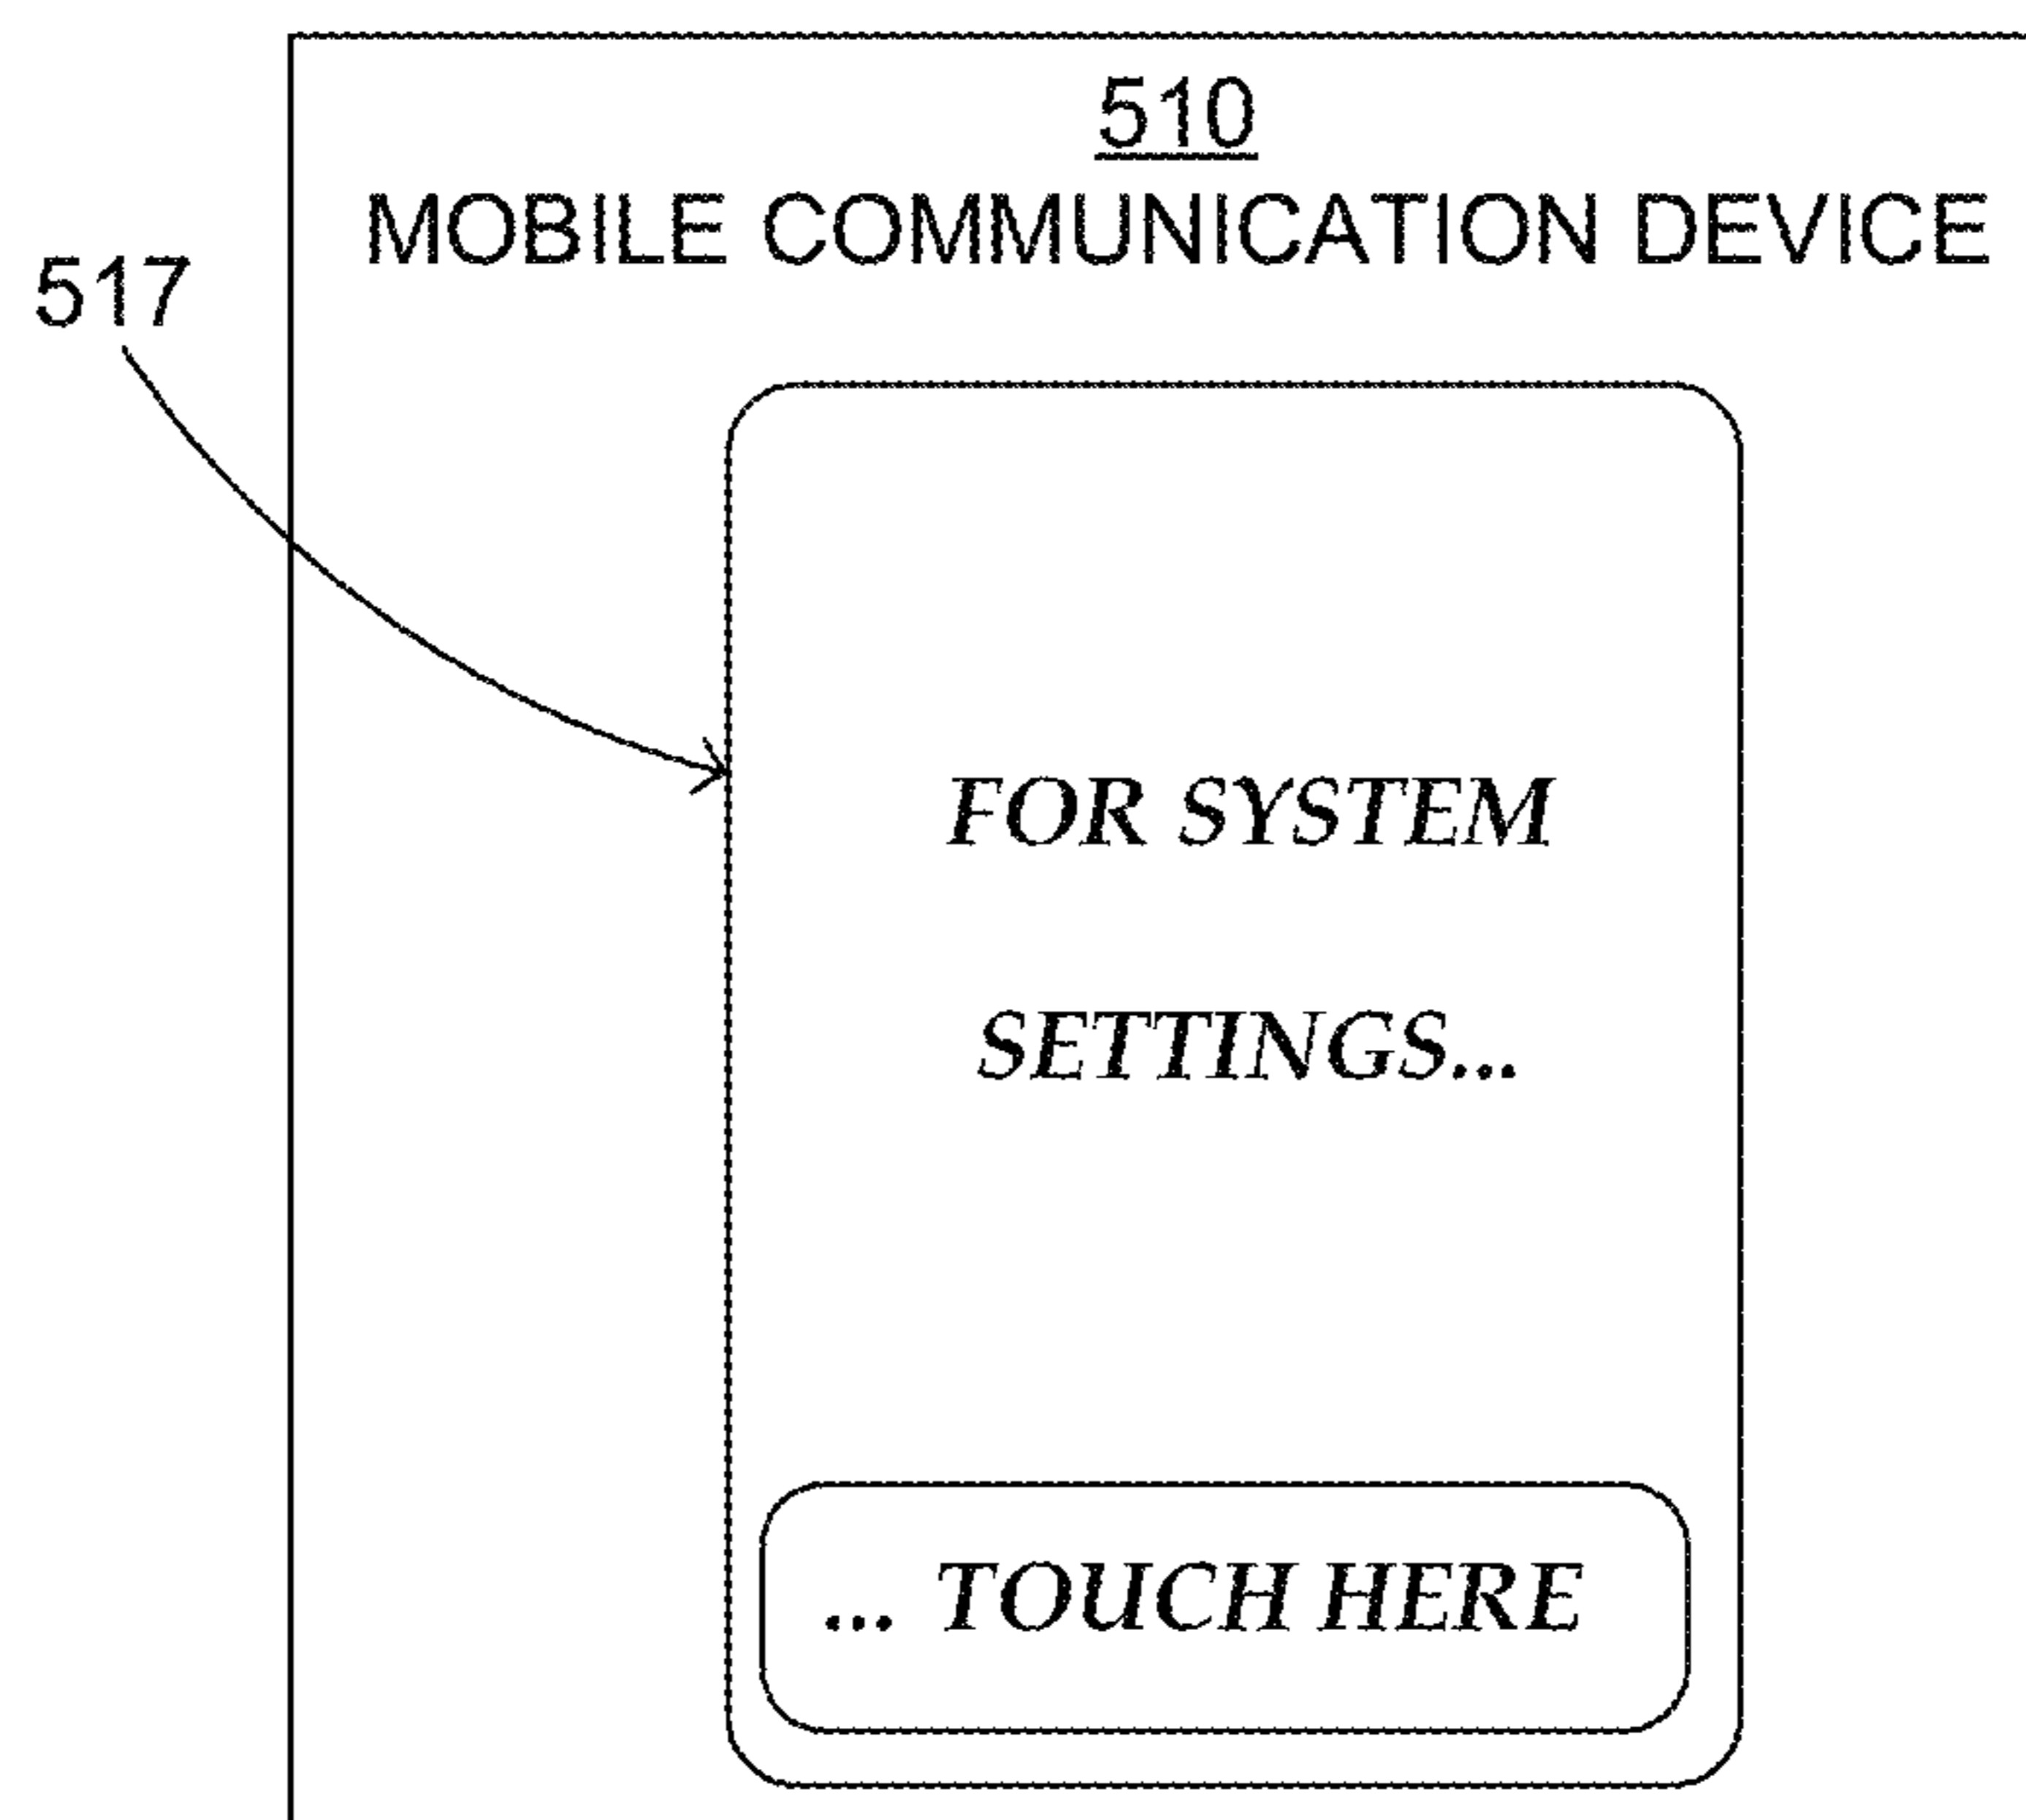 510
MOBILE COMMUNICATION DEVICE
517
FOR SYSTEM
SETTINGS...
... TOUCH HERE